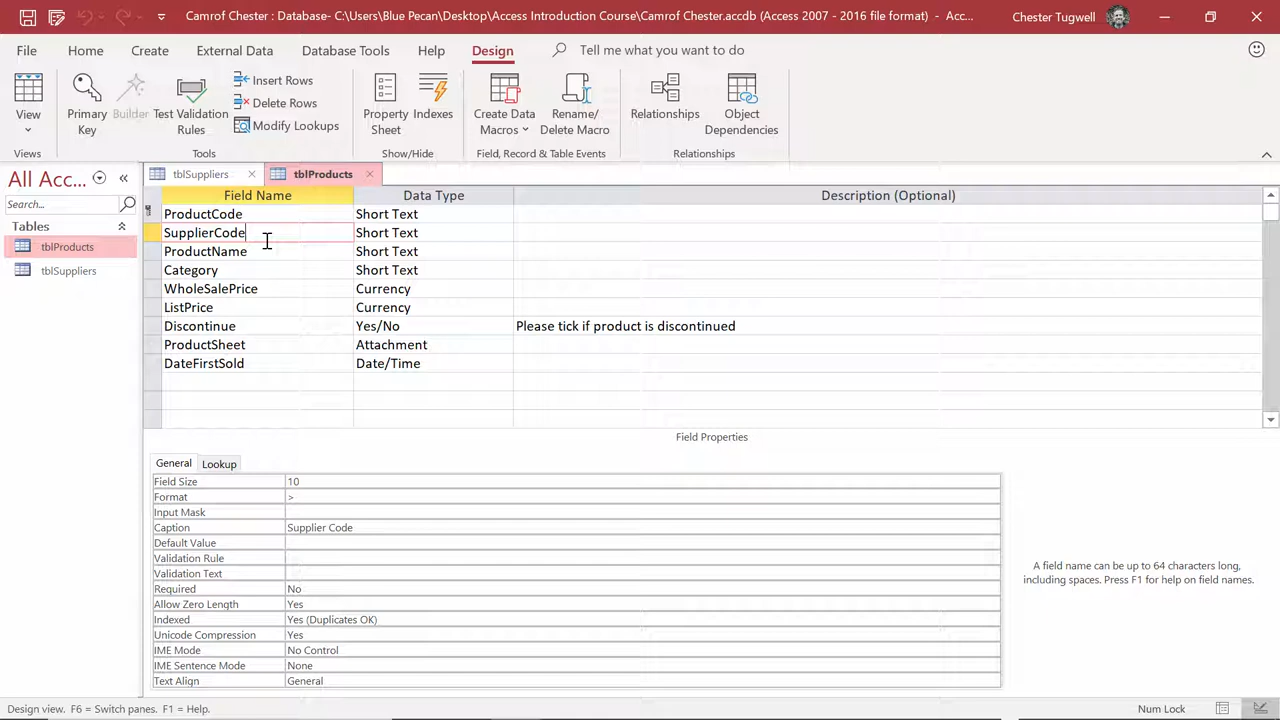 Camrof Chester : Database- C:\Users\Blue Pecan\Desktop\Access Introduction Course\Camrof Chester.accdb (Access 2007 - 2016 file format) - Acc...
Chester Tugwell
File Home Create External Data Database Tools Help Design Tell me what you want to do
View
Primary Key
Builder
Test Validation Rules
Insert Rows
Delete Rows
Modify Lookups
Property Sheet
Indexes
Create Data Macros
Rename/ Delete Macro
Relationships
Object Dependencies
Views Tools Show/Hide Field, Record & Table Events Relationships
All Acc...
Search...
Tables
tblProducts
tblSuppliers
tblSuppliers tblProducts
Field Name Data Type Description (Optional)
ProductCode Short Text
SupplierCode Short Text
ProductName Short Text
Category Short Text
WholeSalePrice Currency
ListPrice Currency
Discontinue Yes/No Please tick if product is discontinued
ProductSheet Attachment
DateFirstSold Date/Time
Field Properties
General Lookup
Field Size 10
Format >
Input Mask
Caption Supplier Code
Default Value
Validation Rule
Validation Text
Required No
Allow Zero Length Yes
Indexed Yes (Duplicates OK)
Unicode Compression Yes
IME Mode No Control
IME Sentence Mode None
Text Align General
A field name can be up to 64 characters long,
including spaces. Press F1 for help on field names.
Design view. F6 = Switch panes. F1 = Help.
Num Lock